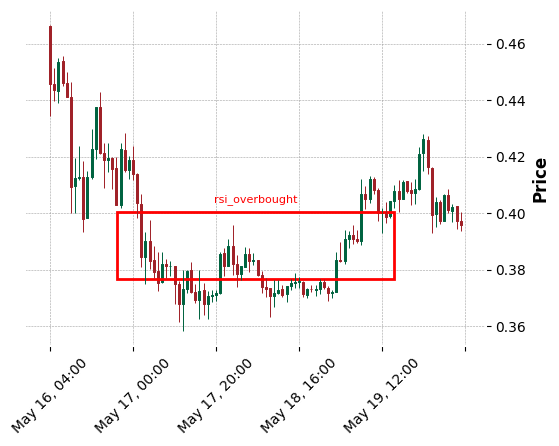 0.46
0.44
0.42
0.40
0.38
0.36
Price
rsi_overbought
May 16, 04:00
May 17, 00:00
May 17, 20:00
May 18, 16:00
May 19, 12:00